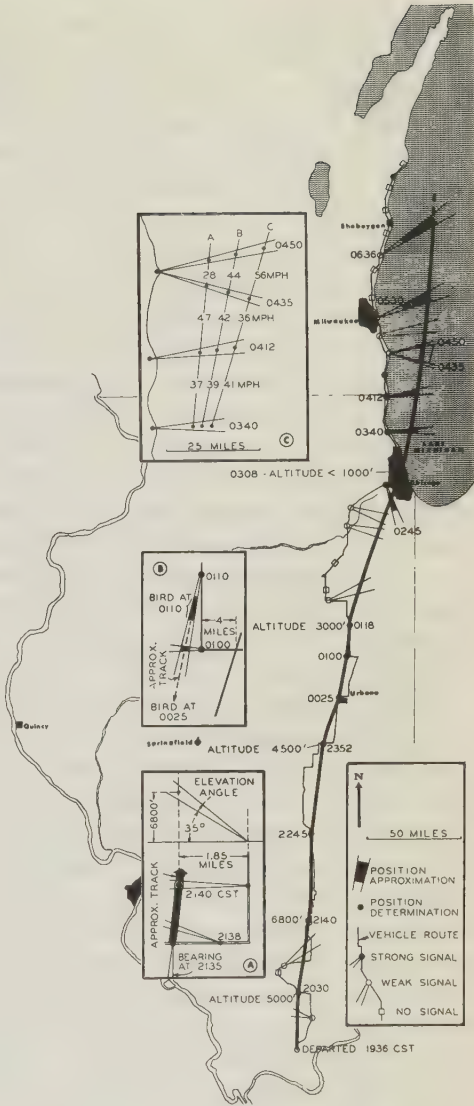 Sheboygan
0636
0530
Milwaukee
0450
0435
0412
0340
LAKE
MICHIGAN
Chicago
0308 - ALTITUDE < 1000'
0245
A
B
C
0450
28
44
56MPH
0435
47
42
36MPH
0412
37
39
41 MPH
0340
25 MILES
C
B
0110
BIRD AT
0110
4
MILES
0100
APPROX.
TRACK
BIRD AT
0025
ALTITUDE 3000'
0118
0100
0025
Urbana
Quincy
Springfield
ALTITUDE 4500'
2352
2245
6800'
2140
ALTITUDE 5000'
2030
DEPARTED 1936 CST
ELEVATION
ANGLE
6800'
35°
1.85
MILES
2140 CST
APPROX. TRACK
2138
BEARING
AT 2135
A
N
50 MILES
POSITION
APPROXIMATION
POSITION
DETERMINATION
VEHICLE ROUTE
STRONG SIGNAL
WEAK SIGNAL
NO SIGNAL